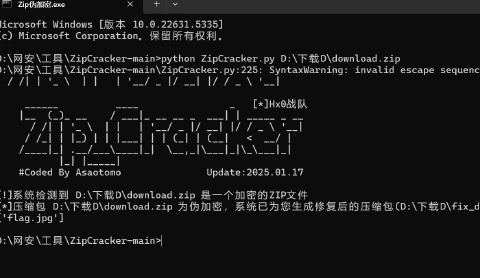 Zip伪加密.exe
Microsoft Windows [版本 10.0.22631.5335]
(c) Microsoft Corporation。保留所有权利。
D:\网安\工具\ZipCracker-main>python ZipCracker.py D:\下载D\download.zip
D:\网安\工具\ZipCracker-main\ZipCracker.py:225: SyntaxWarning: invalid escape sequenc
[*]Hx0战队
ZipCracker
#Coded By Asaotomo Update:2025.01.17
[!]系统检测到 D:\下载D\download.zip 是一个加密的ZIP文件
[*]压缩包 D:\下载D\download.zip 为伪加密，系统已为您生成修复后的压缩包(D:\下载D\fix_d
['flag.jpg']
D:\网安\工具\ZipCracker-main>